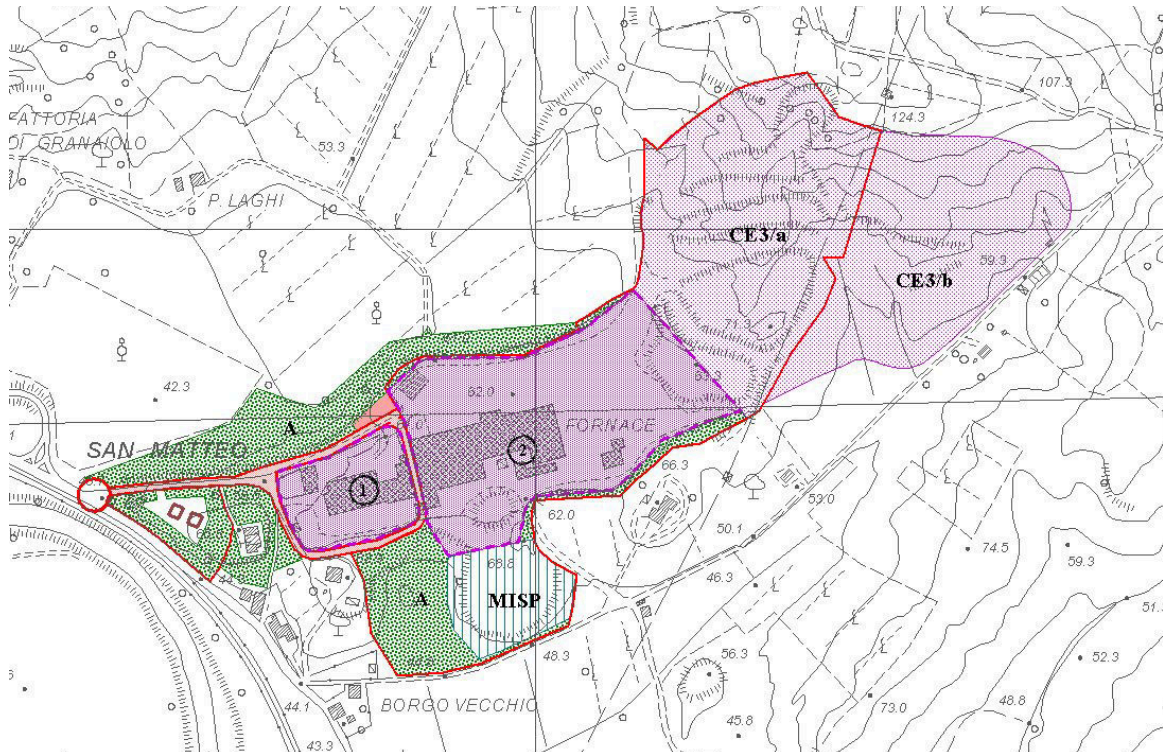 107.3
124.3
FATTORIA
DI GRANAIOLO
53.3
P. LAGHI
CE3/a
59.3
CE3/b
71.3
42.3
62.0
A
FORNACE
SAN MATTEO
2
66.3
1
53.0
62.0
50.1
74.5
59.3
68.8
46.3
A
MISP
48.3
56.3
52.3
BORGO VECCHIO
44.1
73.0
48.8
45.8
43.3